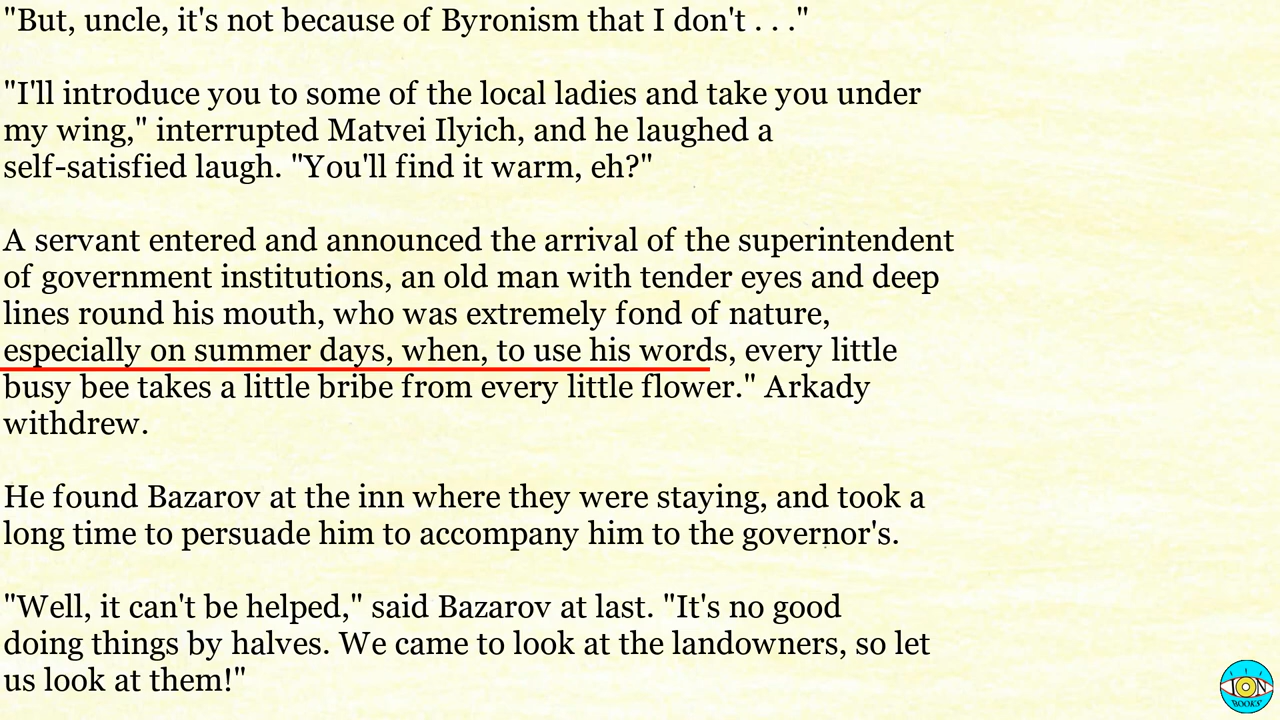 "But, uncle, it's not because of Byronism that I don't . . ."
"I'll introduce you to some of the local ladies and take you under
my wing," interrupted Matvei Ilyich, and he laughed a
self-satisfied laugh. "You'll find it warm, eh?"
A servant entered and announced the arrival of the superintendent
of government institutions, an old man with tender eyes and deep
lines round his mouth, who was extremely fond of nature,
especially on summer days, when, to use his words, every little
busy bee takes a little bribe from every little flower." Arkady
withdrew.
He found Bazarov at the inn where they were staying, and took a
long time to persuade him to accompany him to the governor's.
"Well, it can't be helped," said Bazarov at last. "It's no good
doing things by halves. We came to look at the landowners, so let
us look at them!"
ION
BOOKS